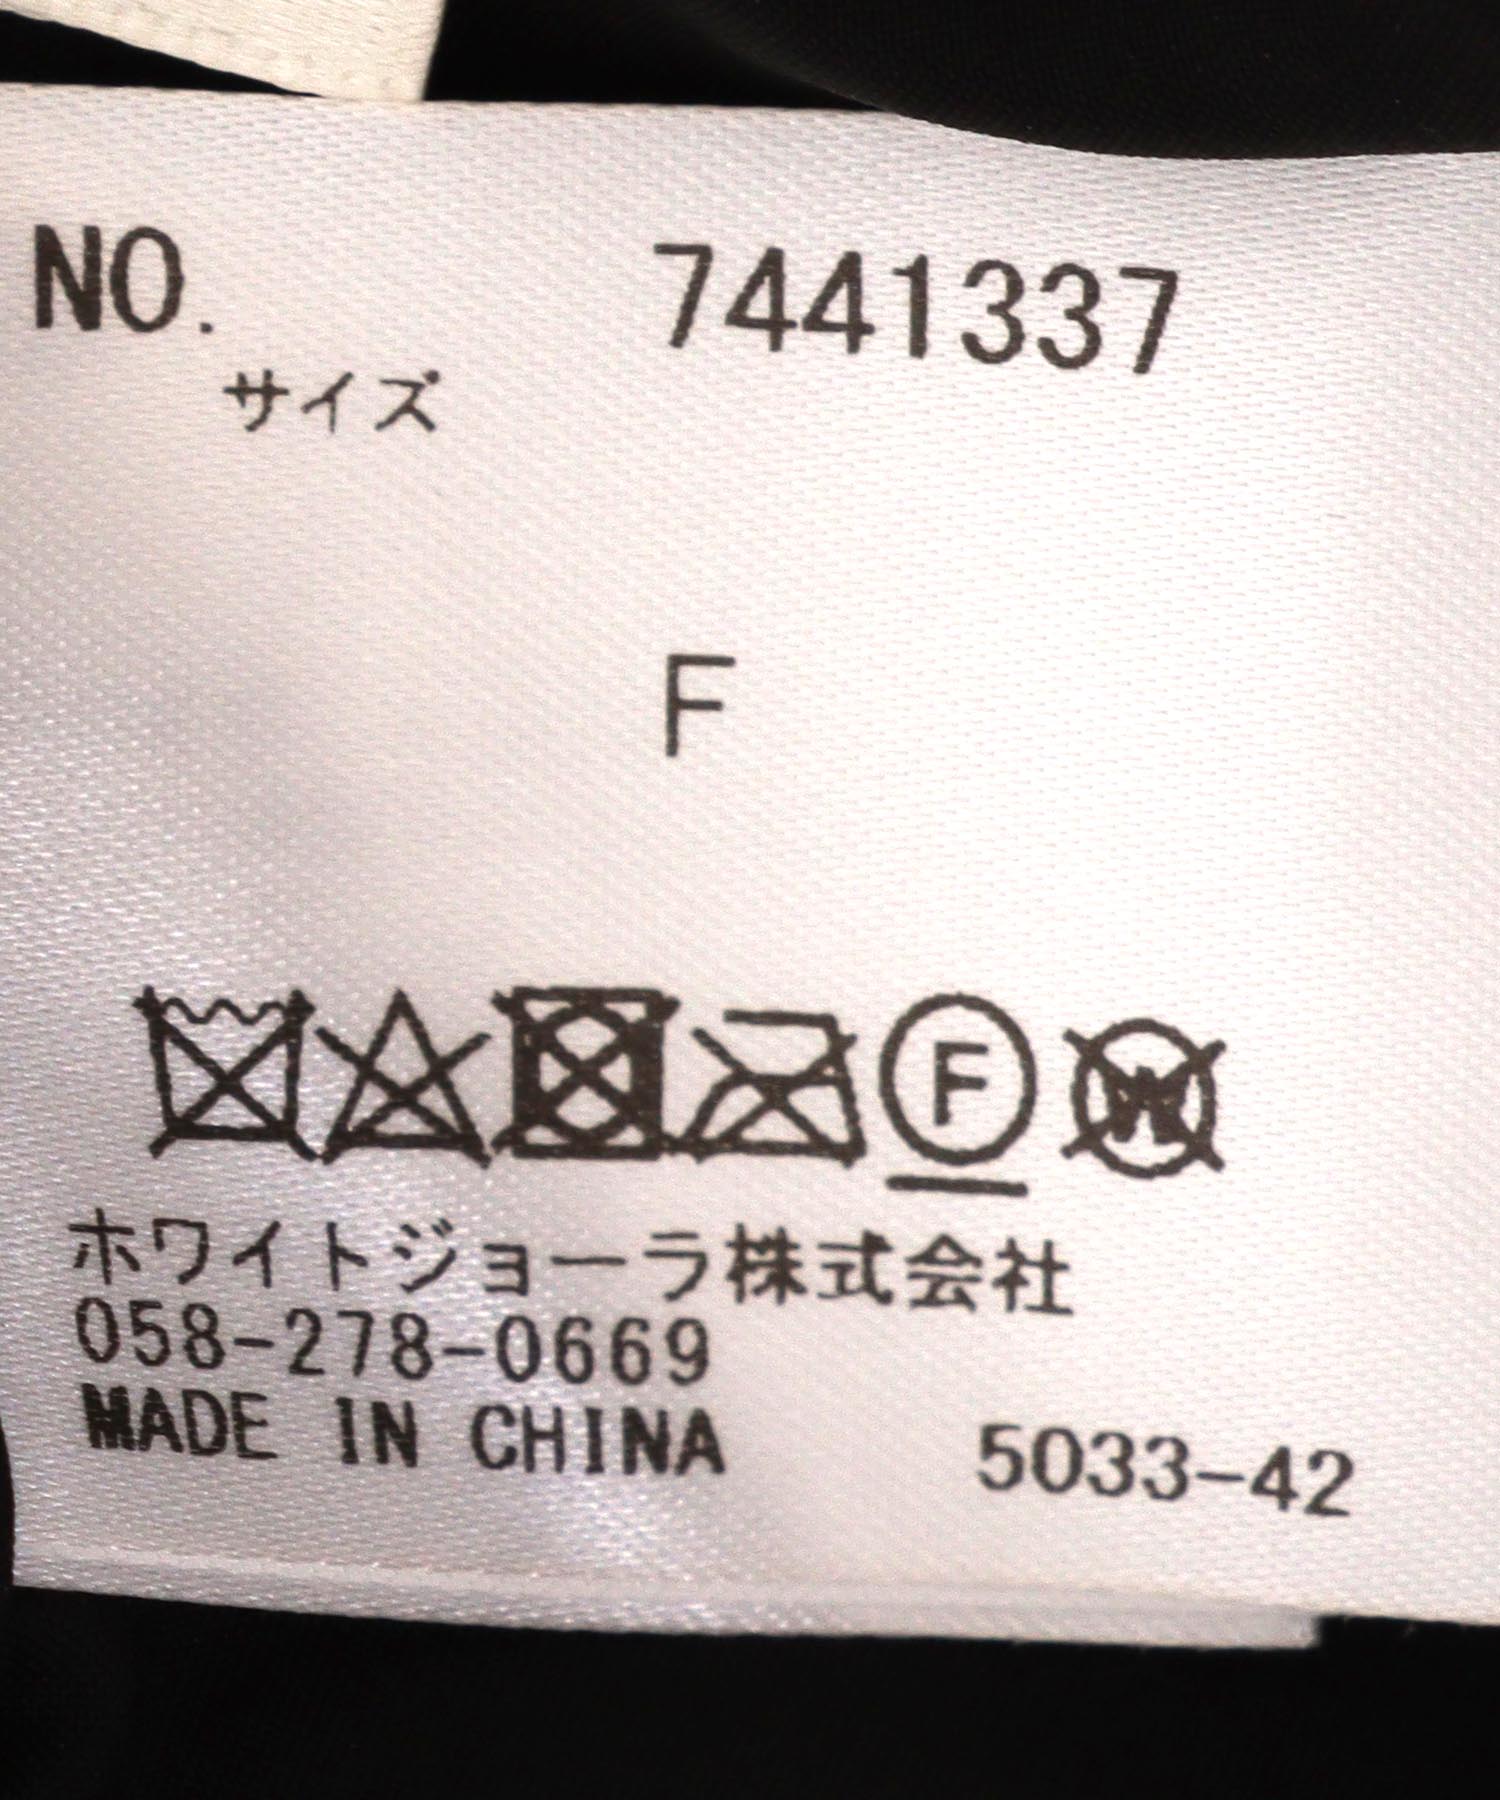 NO. 7441337
サイズ
F
F W
ホワイトジョーラ株式会社
058-278-0669
MADE IN CHINA 5033-42